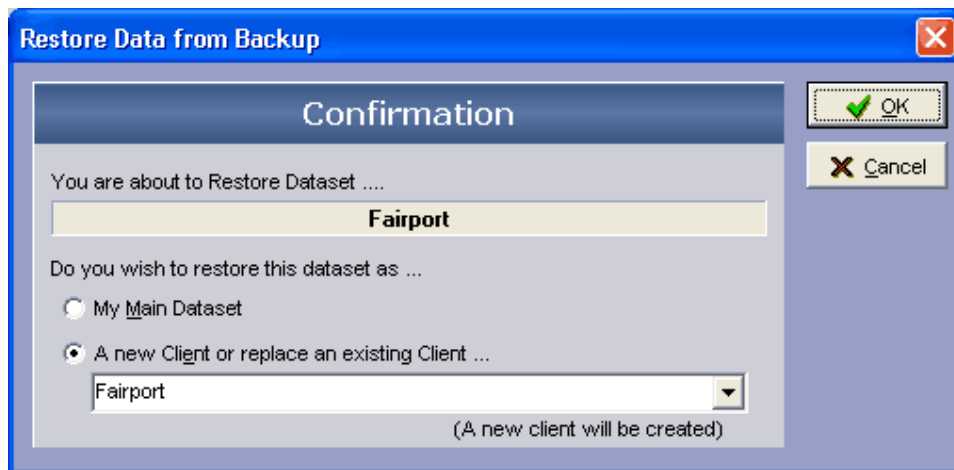 Restore Data from Backup
Confirmation
OK
Cancel
You are about to Restore Dataset ....
Fairport
Do you wish to restore this dataset as ...
My Main Dataset
A new Client or replace an existing Client ...
Fairport
(A new client will be created)